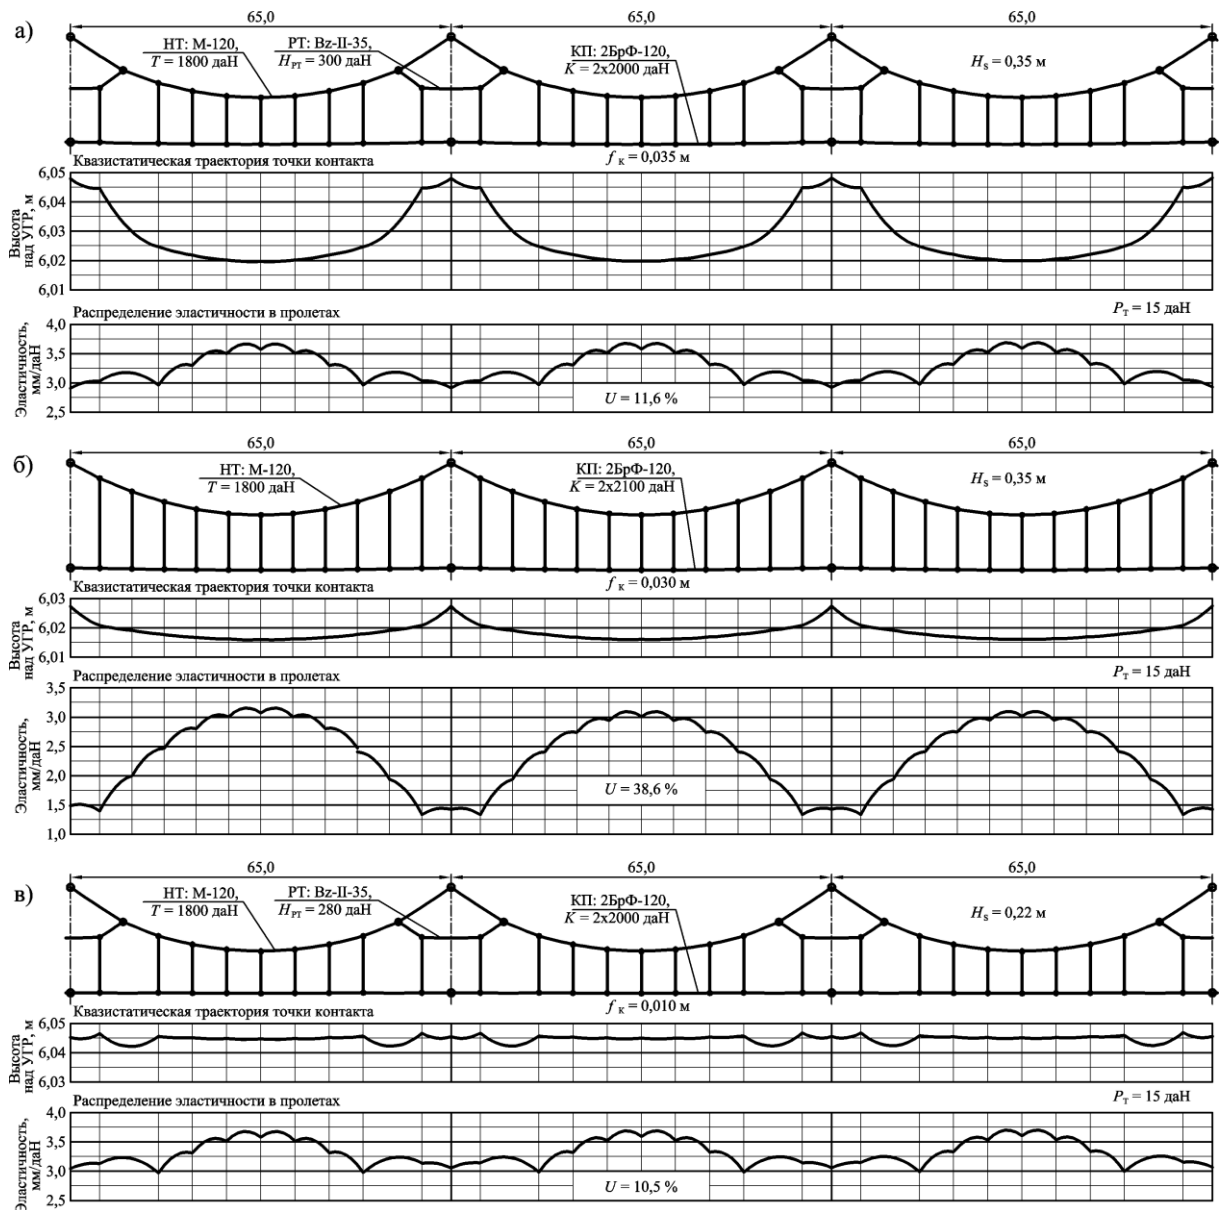 а)
65,0
НТ: М-120,
T = 1800 даН
РТ: Bz-II-35,
Hрт = 300 даН
КП: 2БрФ-120,
K = 2х2000 даН
Hs = 0,35 м
Квазистатическая траектория точки контакта
fк = 0,035 м
Высота
над УГР, м
6,05
6,04
6,03
6,02
6,01
Распределение эластичности в пролетах
Pт = 15 даН
Эластичность,
мм/даН
4,0
3,5
3,0
2,5
U = 11,6 %
б)
65,0
65,0
65,0
НТ: М-120,
T = 1800 даН
КП: 2БрФ-120,
K = 2х2100 даН
Hs = 0,35 м
Квазистатическая траектория точки контакта
fк = 0,030 м
Высота
над УГР, м
6,03
6,02
6,01
Распределение эластичности в пролетах
Pт = 15 даН
Эластичность,
мм/даН
3,5
3,0
2,5
2,0
1,5
1,0
U = 38,6 %
в)
65,0
65,0
65,0
НТ: М-120,
T = 1800 даН
РТ: Bz-II-35,
Hрт = 280 даН
КП: 2БрФ-120,
K = 2х2000 даН
Hs = 0,22 м
Квазистатическая траектория точки контакта
fк = 0,010 м
Высота
над УГР, м
6,05
6,04
6,03
Распределение эластичности в пролетах
Pт = 15 даН
Эластичность,
мм/даН
4,0
3,5
3,0
2,5
U = 10,5 %
65,0
65,0